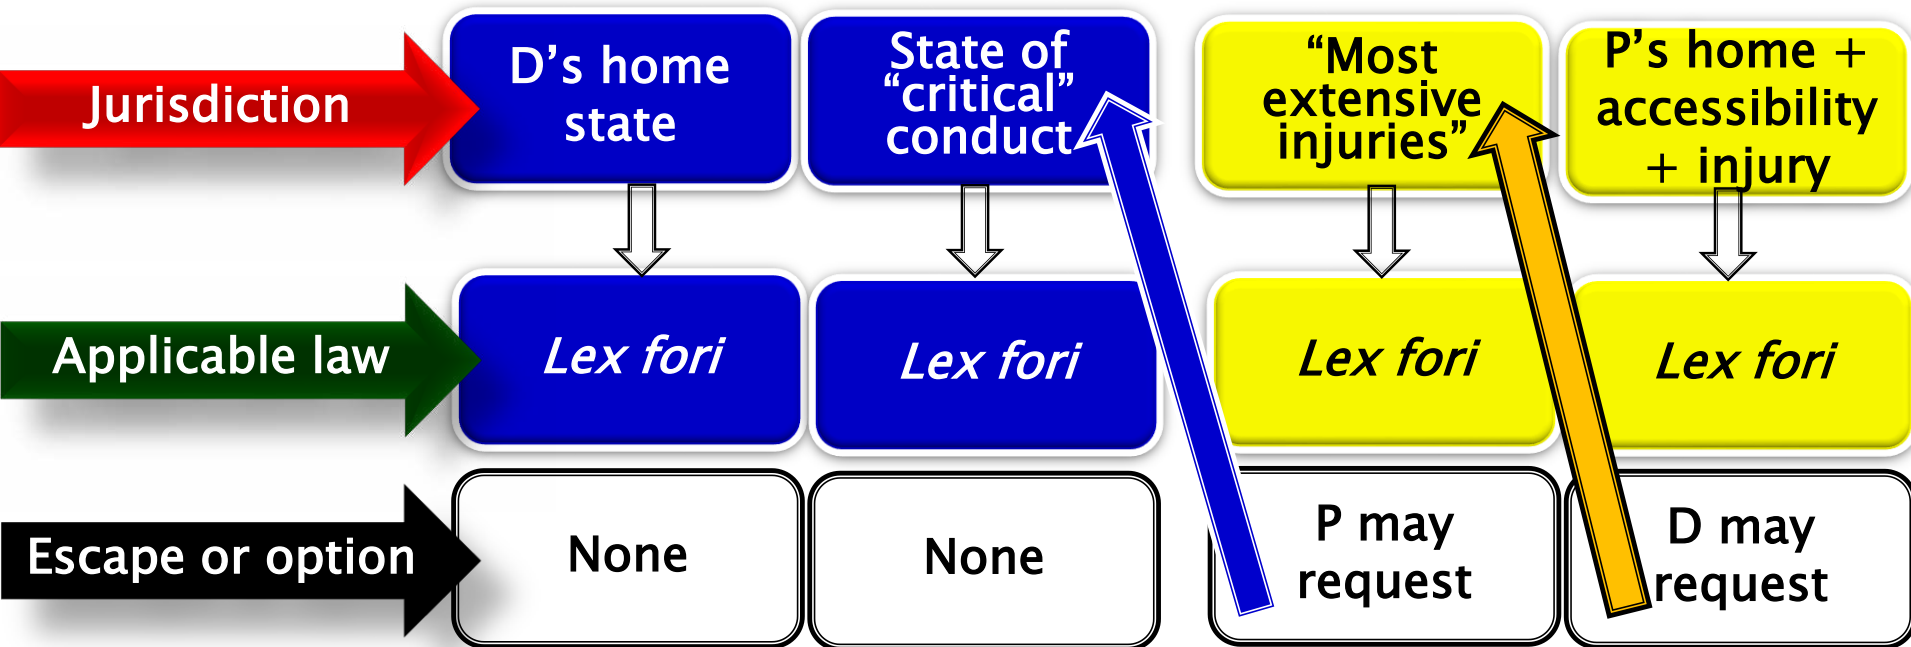 Jurisdiction
D’s home
state
State of
“critical”
conduct
“Most
extensive
injuries”
P’s home +
accessibility
+ injury
Applicable law
Lex fori
Lex fori
Lex fori
Lex fori
Escape or option
None
None
P may
request
D may
request